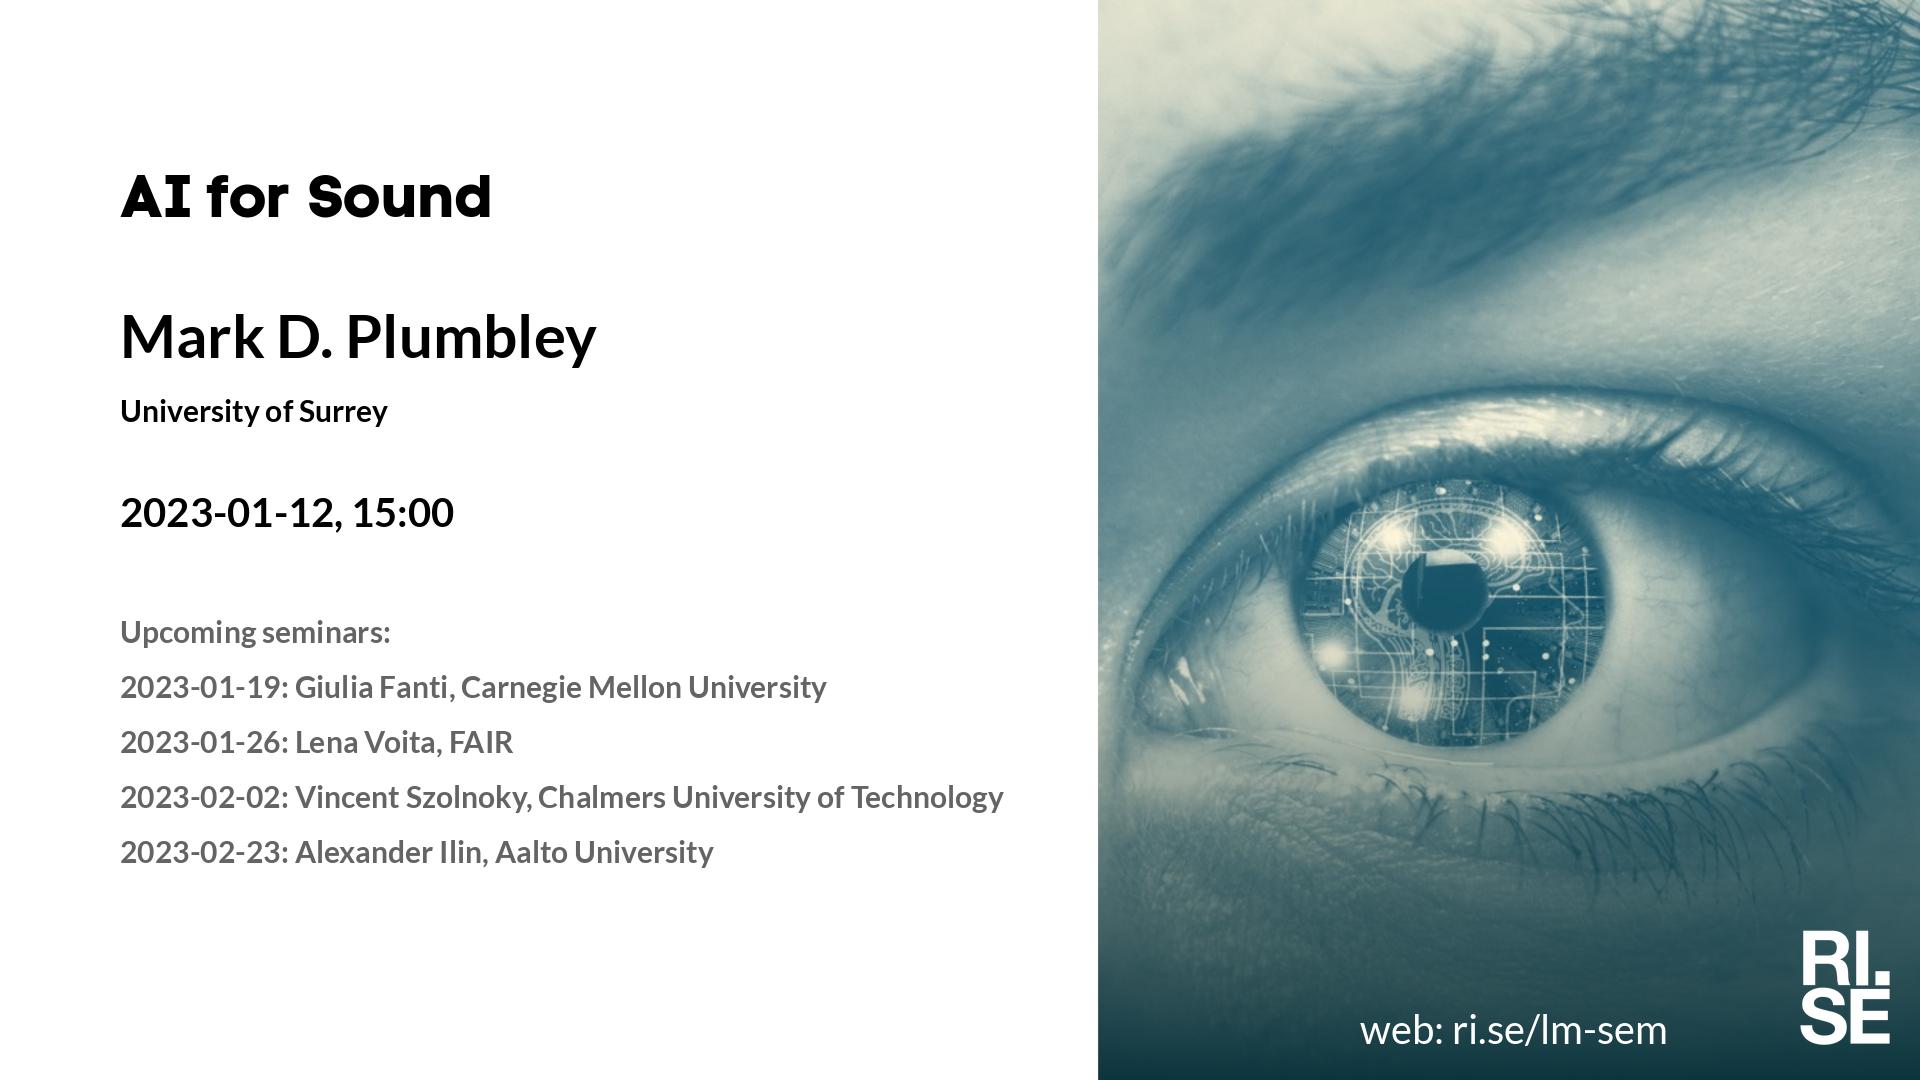 AI for Sound
Mark D. Plumbley
University of Surrey
2023-01-12, 15:00
Upcoming seminars:
2023-01-19: Giulia Fanti, Carnegie Mellon University
2023-01-26: Lena Voita, FAIR
2023-02-02: Vincent Szolnoky, Chalmers University of Technology
2023-02-23: Alexander Ilin, Aalto University
web: ri.se/lm-sem
RI.
SE